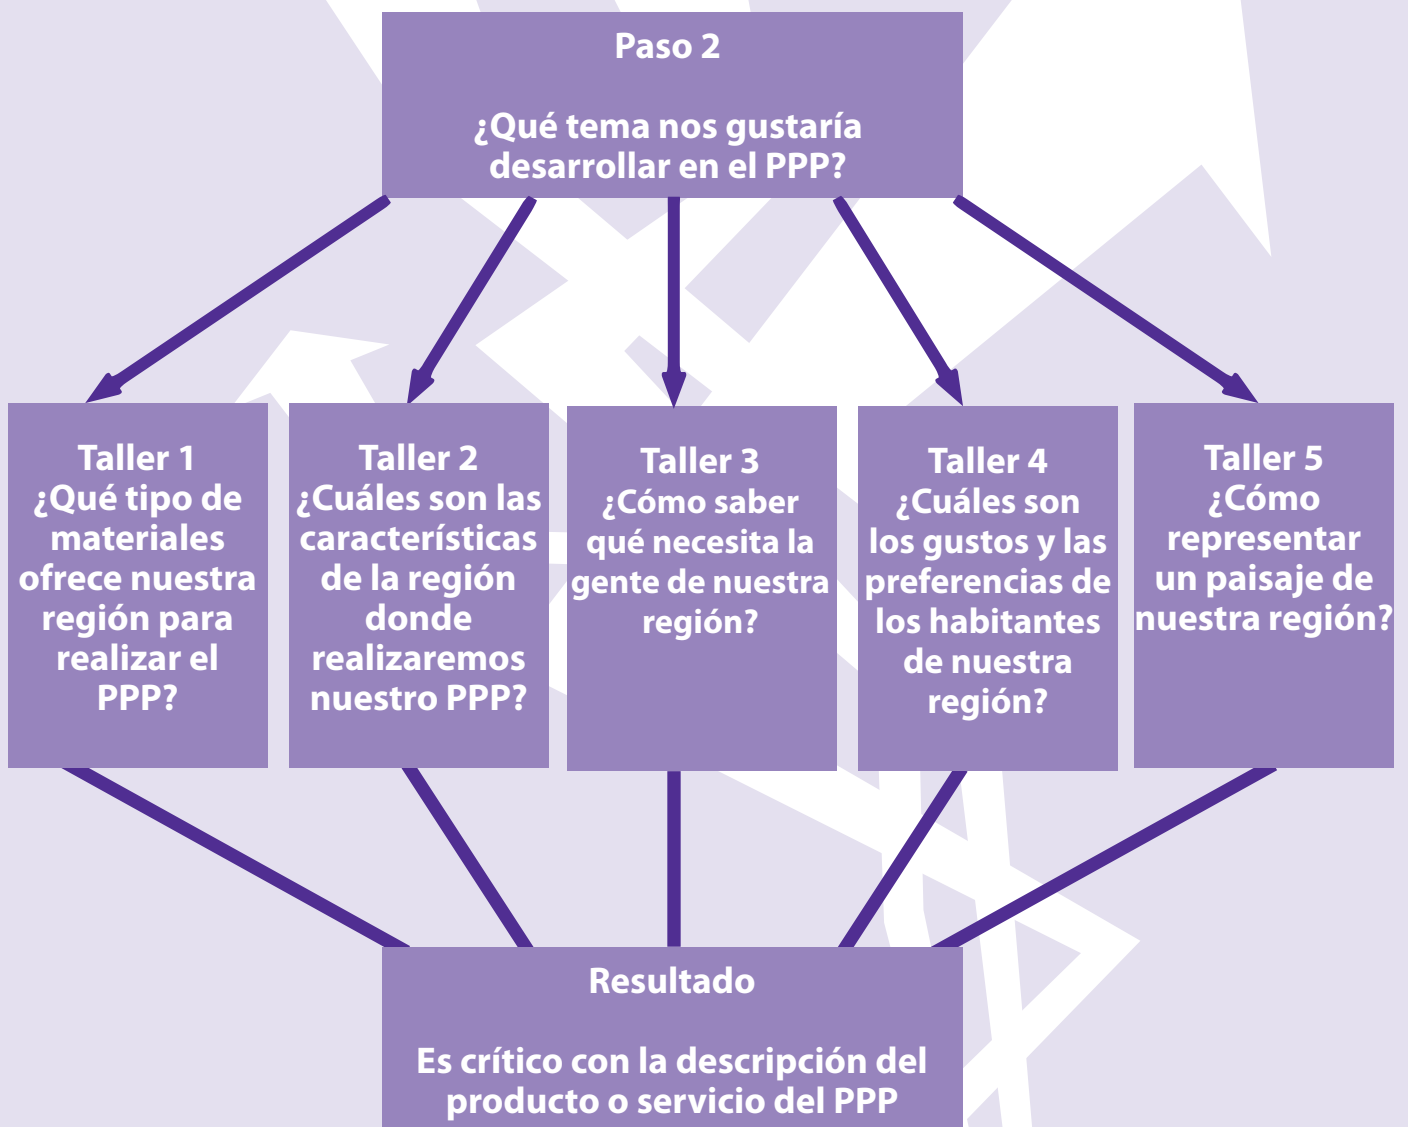 Paso 2
¿Qué tema nos gustaría
desarrollar en el PPP?
Taller 1
¿Qué tipo de
materiales
ofrece nuestra
región para
realizar el
PPP?
Taller 2
¿Cuáles son las
características
de la región
donde
realizaremos
nuestro PPP?
Taller 3
¿Cómo saber
qué necesita la
gente de nuestra
región?
Taller 4
¿Cuáles son
los gustos y las
preferencias de
los habitantes
de nuestra
región?
Taller 5
¿Cómo
representar
un paisaje de
nuestra región?
Resultado
Es crítico con la descripción del
producto o servicio del PPP